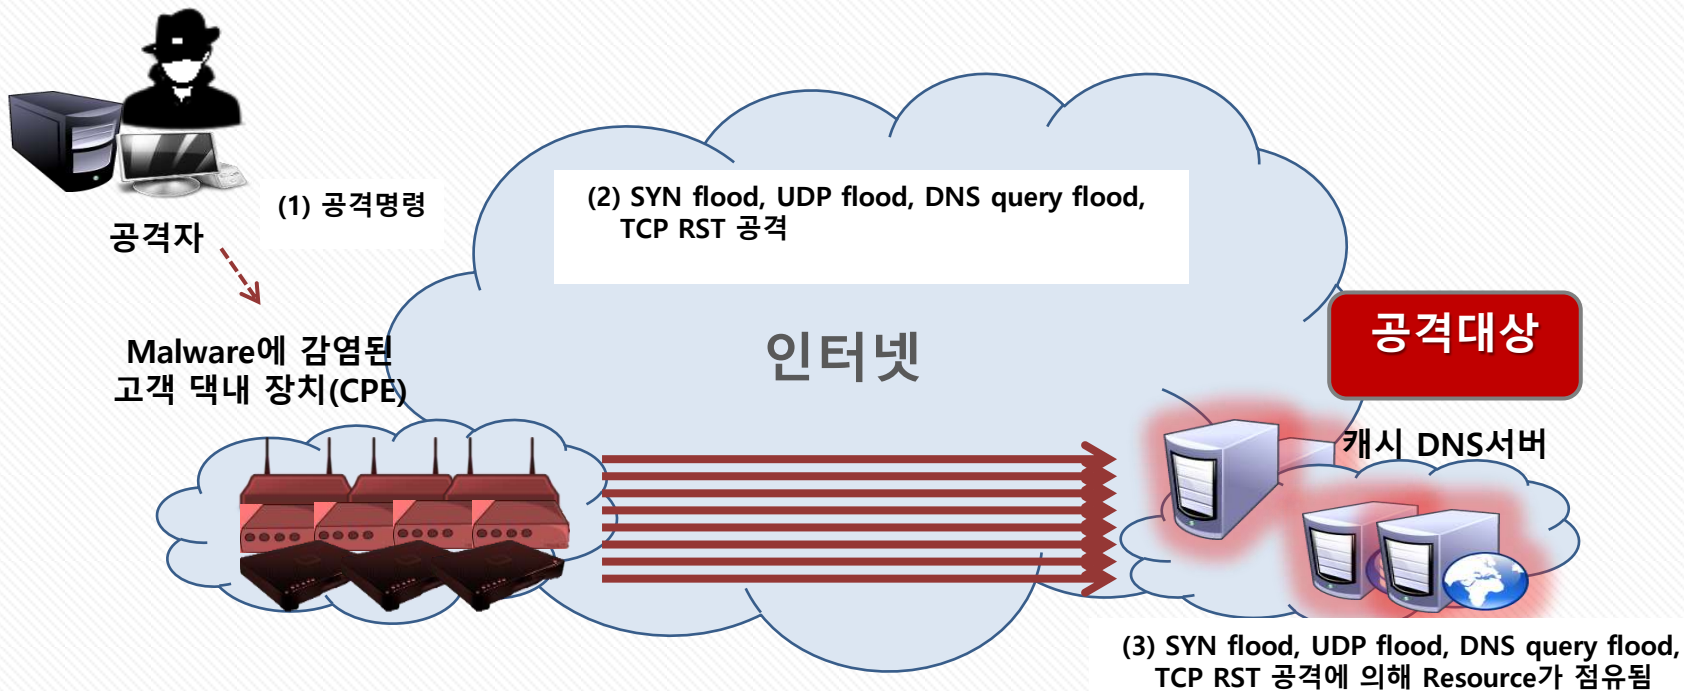 (1) 공격명령
공격자
(2) SYN flood, UDP flood, DNS query flood,
TCP RST 공격
Malware에 감염된
고객 댁내 장치(CPE)
인터넷
공격대상
캐시 DNS서버
(3) SYN flood, UDP flood, DNS query flood,
TCP RST 공격에 의해 Resource가 점유됨